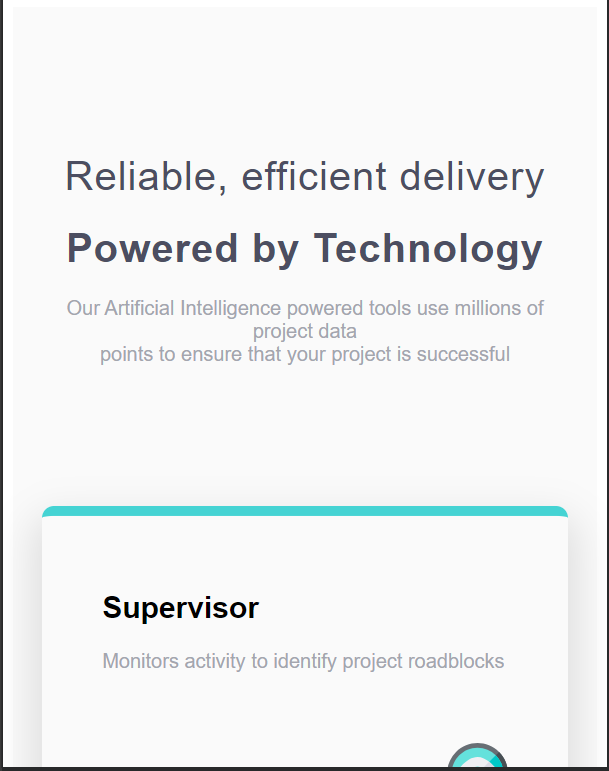 Reliable, efficient delivery
Powered by Technology
Our Artificial Intelligence powered tools use millions of
project data
points to ensure that your project is successful
Supervisor
Monitors activity to identify project roadblocks